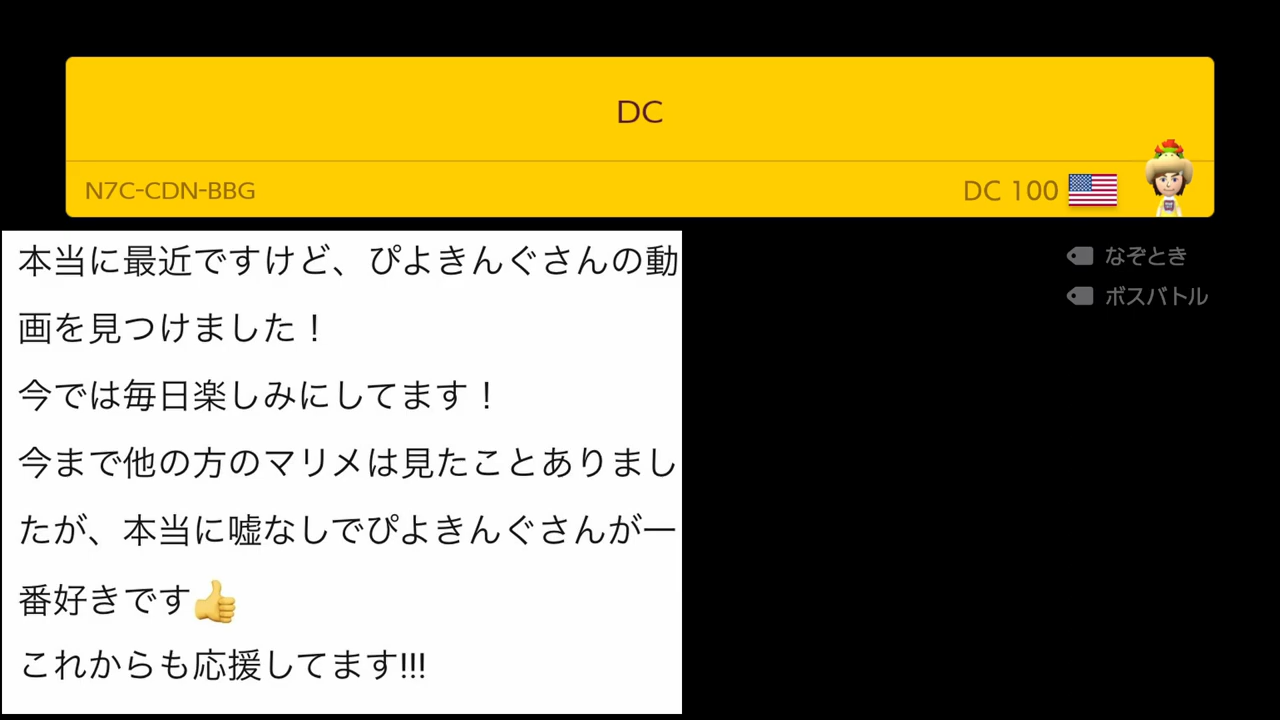 DC
N7C-CDN-BBG
DC 100
なぞとき
ボスバトル
本当に最近ですけど、ぴよきんぐさんの動
画を見つけました！
今では毎日楽しみにしてます！
今まで他の方のマリメは見たことありまし
たが、本当に嘘なしでぴよきんぐさんが一
番好きです👍
これからも応援してます!!!